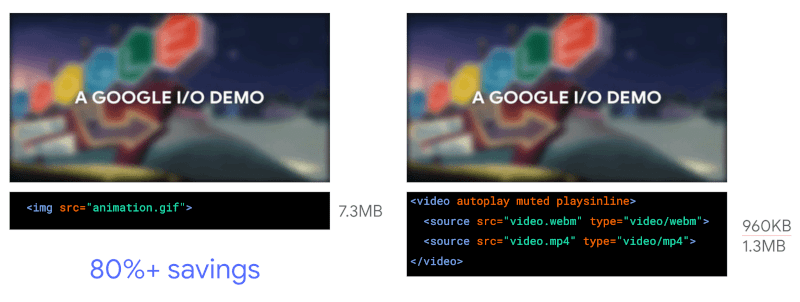 A GOOGLE I/O DEMO
<img src="animation.gif">
7.3MB
80%+ savings
A GOOGLE I/O DEMO
<video autoplay muted playsinline>
<source src="video.webm" type="video/webm">
<source src="video.mp4" type="video/mp4">
</video>
960KB
1.3MB